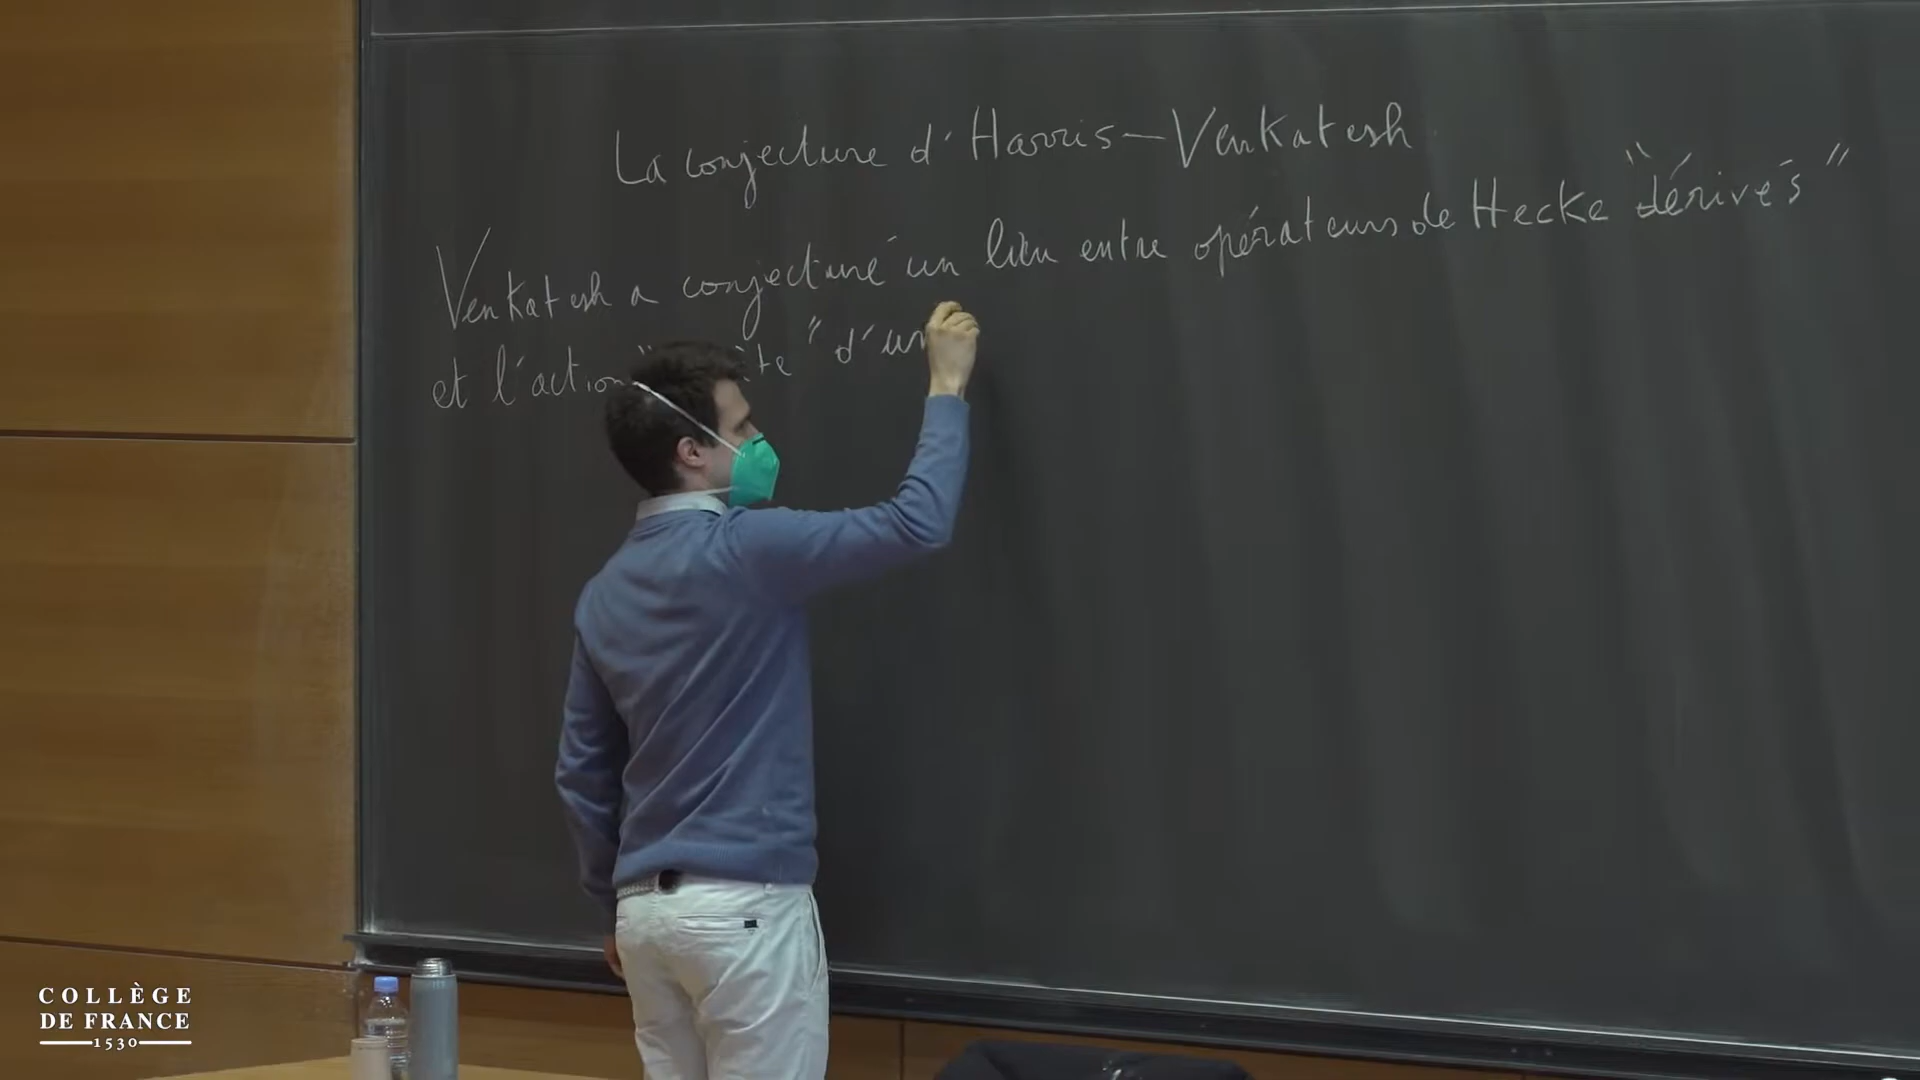 La conjecture d'Harris—Venkatesh
Venkatesh a conjecturé un lien entre opérateurs de Hecke "dérivés"
et l'action " d'un
COLLÈGE
DE FRANCE
1530